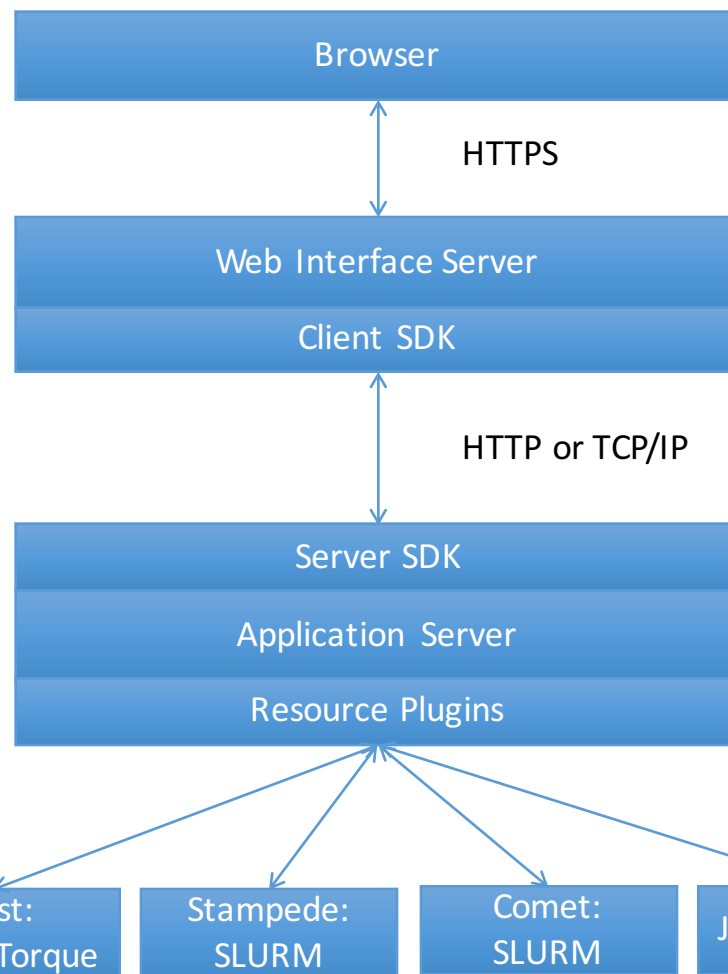 Browser
HTTPS
Web Interface Server
Client SDK
HTTP or TCP/IP
Server SDK
Application Server
Resource Plugins
st:
Torque
Stampede:
SLURM
Comet:
SLURM
J